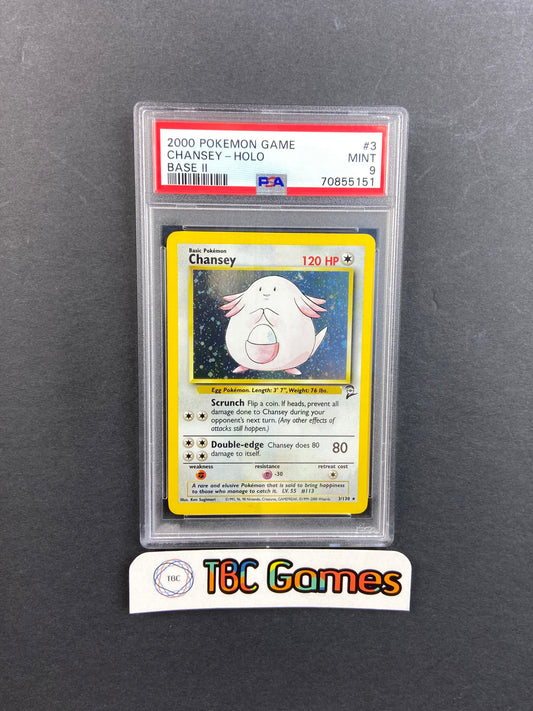 2000 POKEMON GAME #3
CHANSEY - HOLO MINT
BASE II 9
PSA 70855151
Basic Pokémon
Chansey 120 HP
Egg Pokémon. Length: 3' 7", Weight: 76 lbs.
Scrunch Flip a coin. If heads, prevent all
damage done to Chansey during your
opponent's next turn. (Any other effects of
attacks still happen.)
Double-edge Chansey does 80
damage to itself. 80
weakness resistance retreat cost
-30
A rare and elusive Pokémon that is said to bring happiness
to those who manage to catch it. LV. 55 #113
Illus. Ken Sugimori 3/130 ★
TBC TBC Games